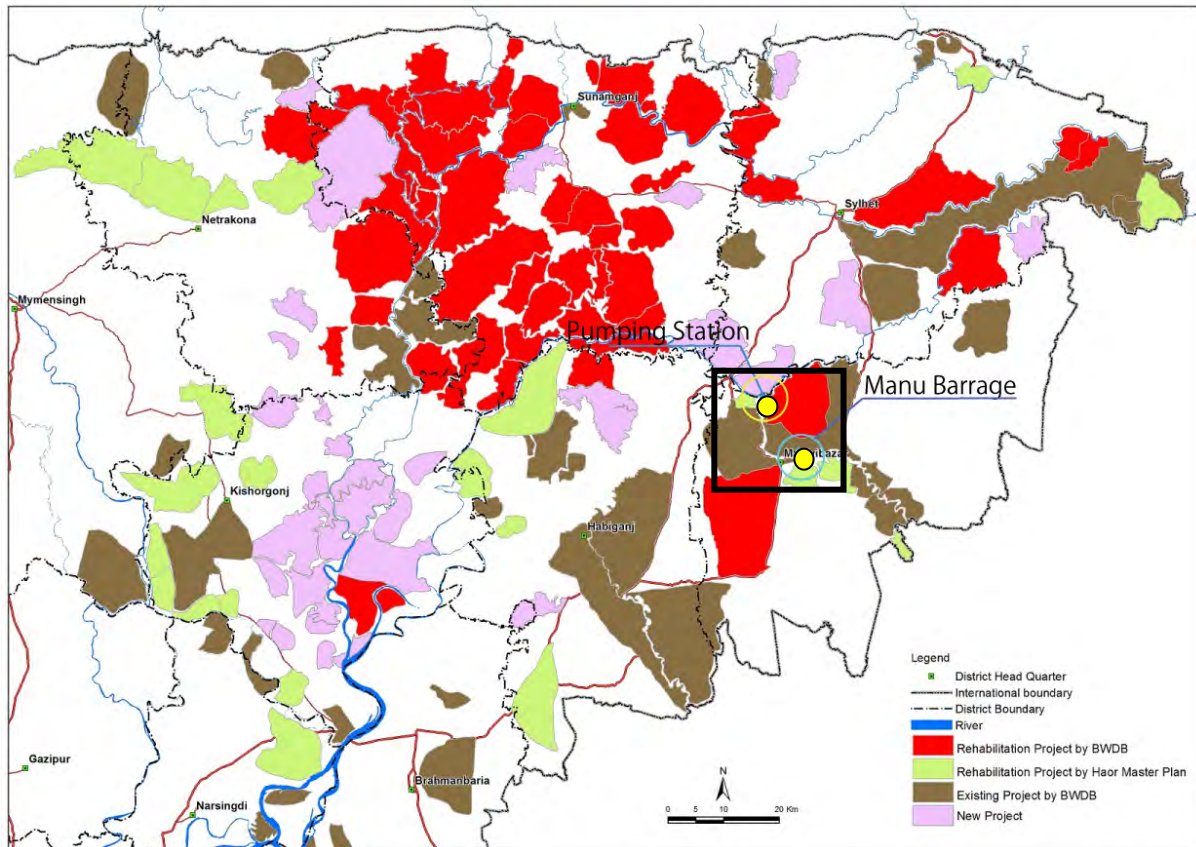 Sunamganj
Sylhet
Netrakona
Mymensingh
Pumping Station
Manu Barrage
Kishorgonj
Habiganj
Gazipur
Brahmanbaria
Narsingdi
N
0 5 10 20 Km
Legend
District Head Quarter
International boundary
District Boundary
River
Rehabilitation Project by BWDB
Rehabilitation Project by Haor Master Plan
Existing Project by BWDB
New Project